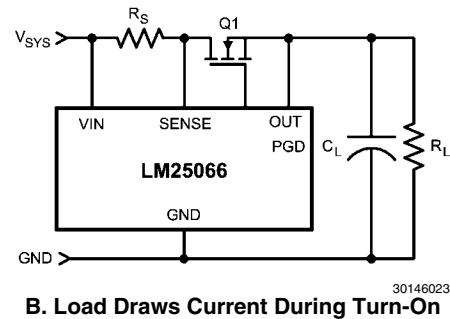 R_S
Q1
V_SYS
VIN
SENSE
OUT
PGD
LM25066
C_L
R_L
GND
GND
30146023
B. Load Draws Current During Turn-On